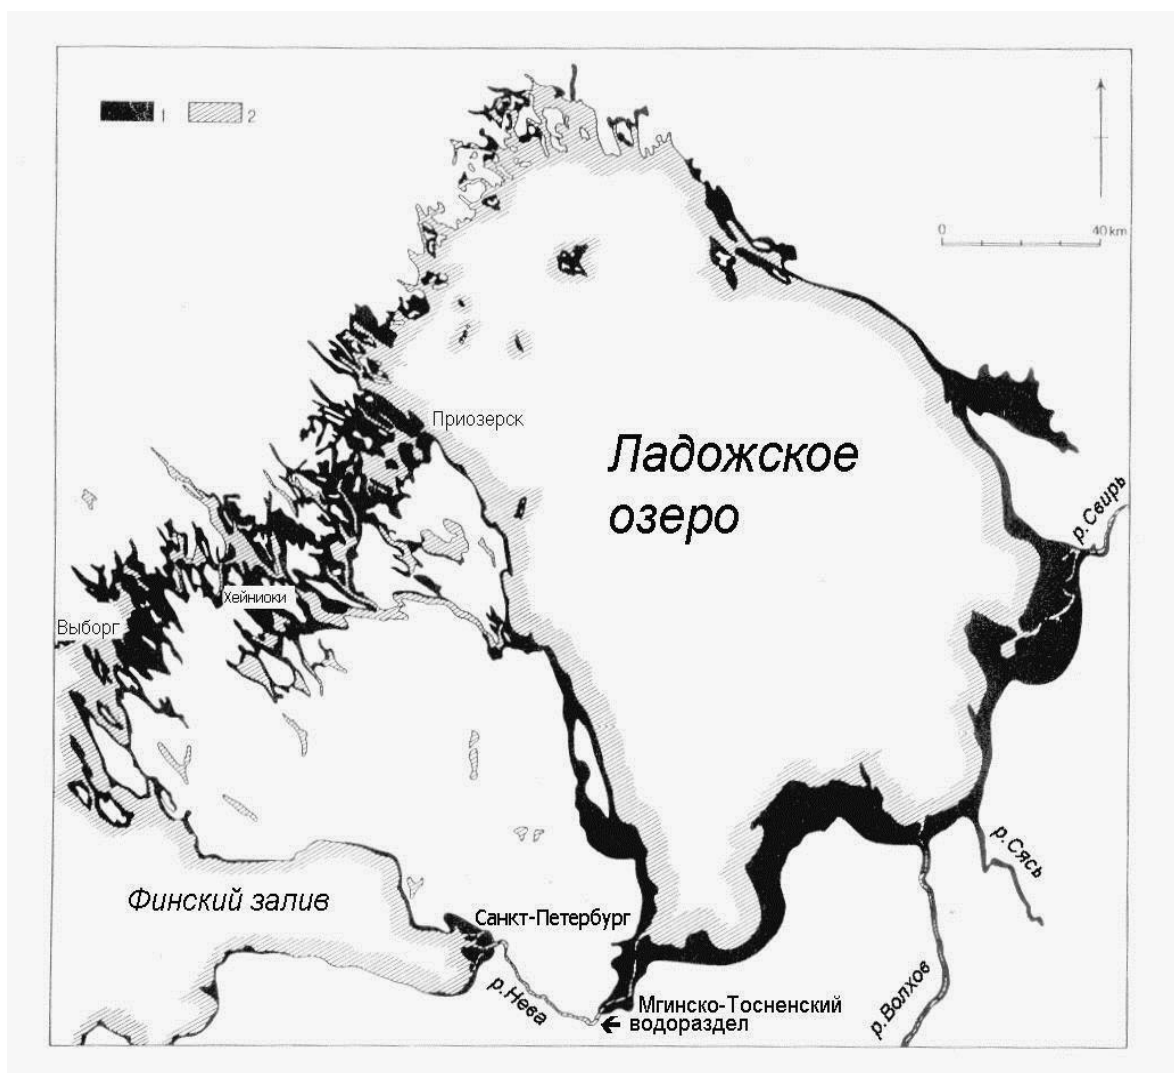 1 2
0 40 km
Приозерск
Ладожское
озеро
р.Свирь
Хейниоки
Выборг
р.Сясь
Финский залив
Санкт-Петербург
р.Нева
Мгинско-Тосненский
водораздел
р.Волхов